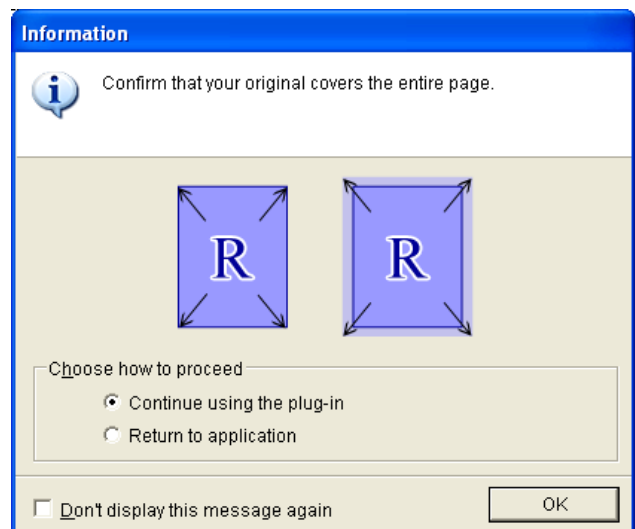 Information
Confirm that your original covers the entire page.
R R
Choose how to proceed
Continue using the plug-in
Return to application
Don't display this message again OK